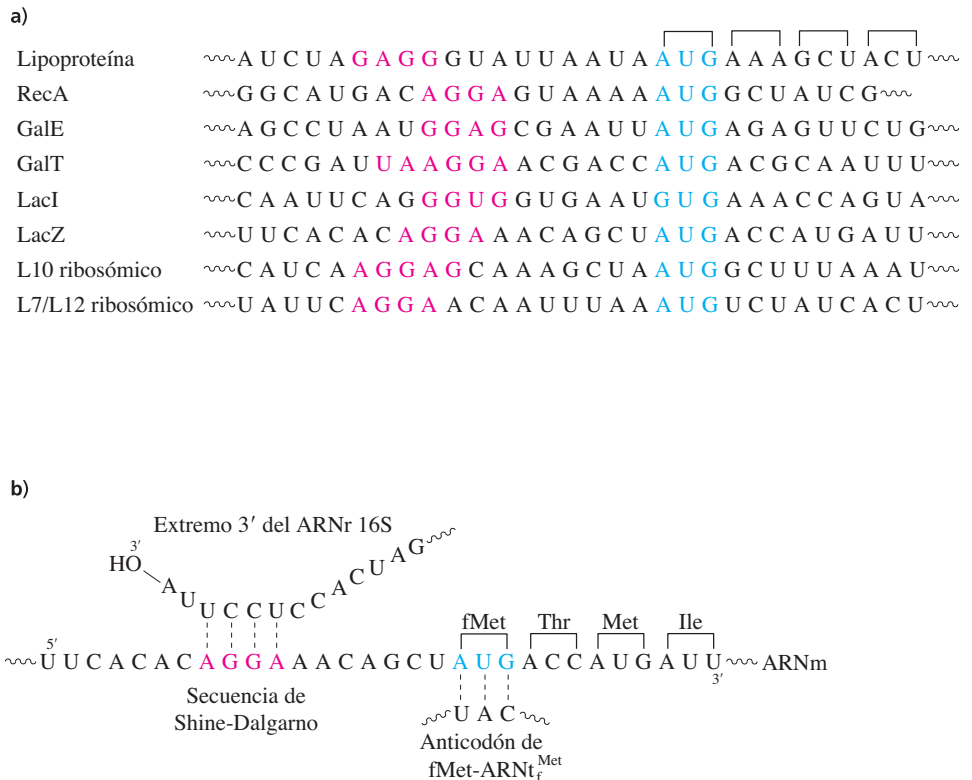 a)
Lipoproteína AUCUAGAGGGUAUUAAUAAUGAAAGCUACU
RecA GGCAUGACAGGAGUAAAAAUGGCUAUCG
GalE AGCCUAAUGGAGCGAAUUAUGAGAGUUCUG
GalT CCCGAUUAAGGAACGACCAUGACGCAAUUU
LacI CAAUUCAGGGUGGUGAAUGUGAAACCAGUA
LacZ UUCACACAGGAAACAGCUAUGACCAUGAUU
L10 ribosómico CAUCAAGGAGCAAAGCUAAUGGCUUUAAAU
L7/L12 ribosómico UAUUCAGGAACAAUUUAAAUGUCUAUCACU
b)
Extremo 3′ del ARNr 16S
3′
HO AUUCCUCCACUAG
fMet Thr Met Ile
5′ UUCACACAGGAAACAGCUAUGACCAUGAUU 3′ ARNm
Secuencia de
Shine-Dalgarno
UAC
Anticodón de
fMet-ARNt_f^Met